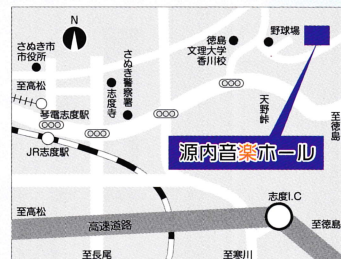 N
さぬき市
市役所
至高松
琴電志度駅
JR志度駅
さぬき警察署
志度寺
徳島
文理大学
香川校
野球場
天野峠
至徳島
源内音楽ホール
志度I.C
至高松
高速道路
至徳島
至長尾
至寒川